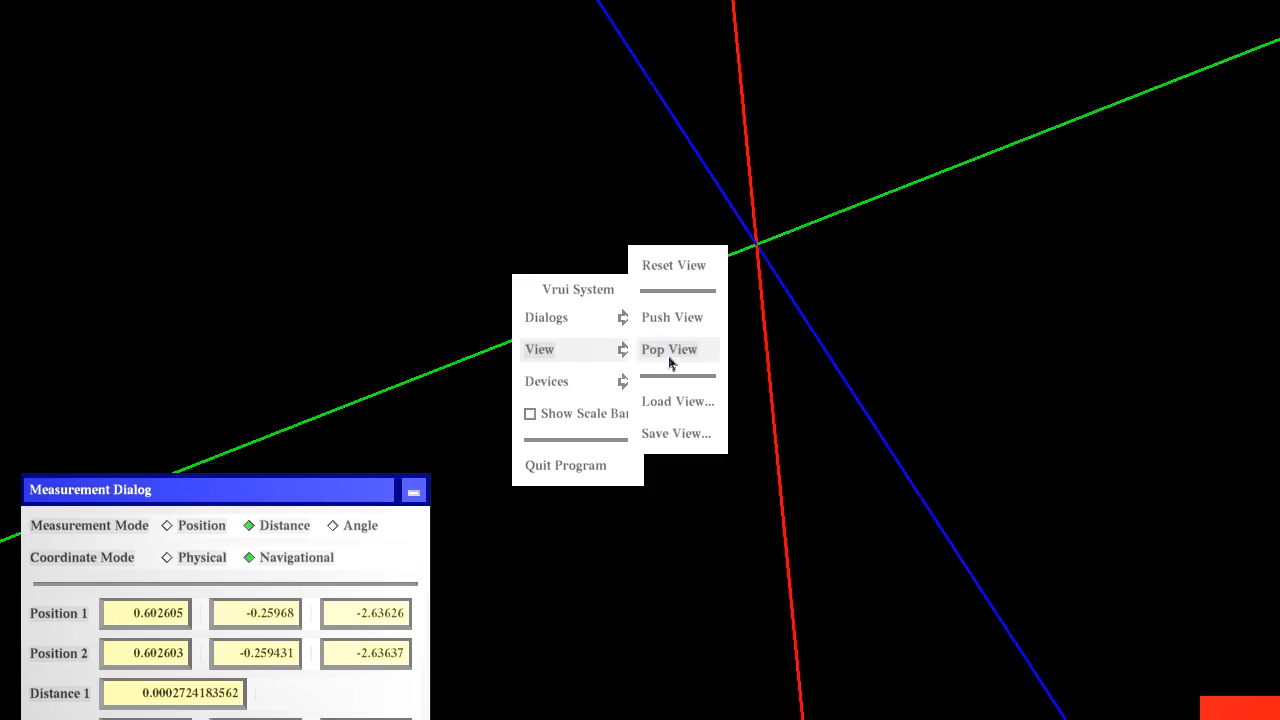 Reset View
Vrui System
Dialogs
Push View
View
Pop View
Devices
Load View...
Show Scale Bar
Save View...
Quit Program
Measurement Dialog
Measurement Mode Position Distance Angle
Coordinate Mode Physical Navigational
Position 1 0.602605 -0.25968 -2.63626
Position 2 0.602603 -0.259431 -2.63637
Distance 1 0.0002724183562